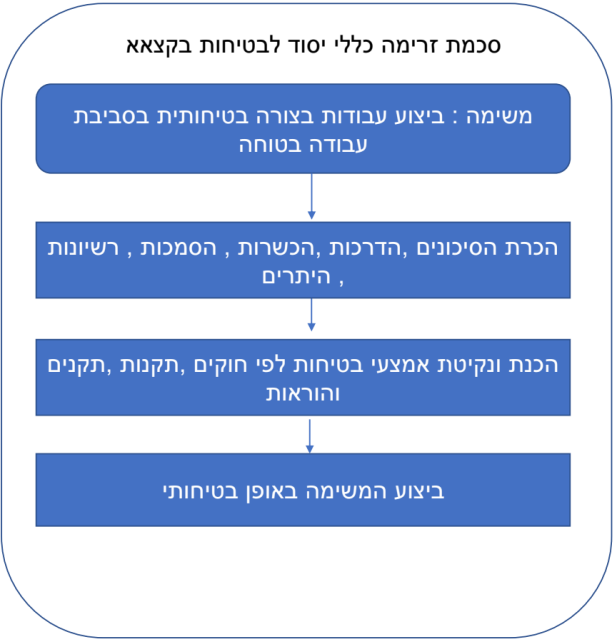 סכמת זרימה כללי יסוד לבטיחות בקצאא
משימה : ביצוע עבודות בצורה בטיחותית בסביבת
עבודה בטוחה
הכרת הסיכונים ,הדרכות ,הכשרות , הסמכות , רשיונות
, היתרים
הכנת ונקיטת אמצעי בטיחות לפי חוקים ,תקנות ,תקנים
והוראות
ביצוע המשימה באופן בטיחותי